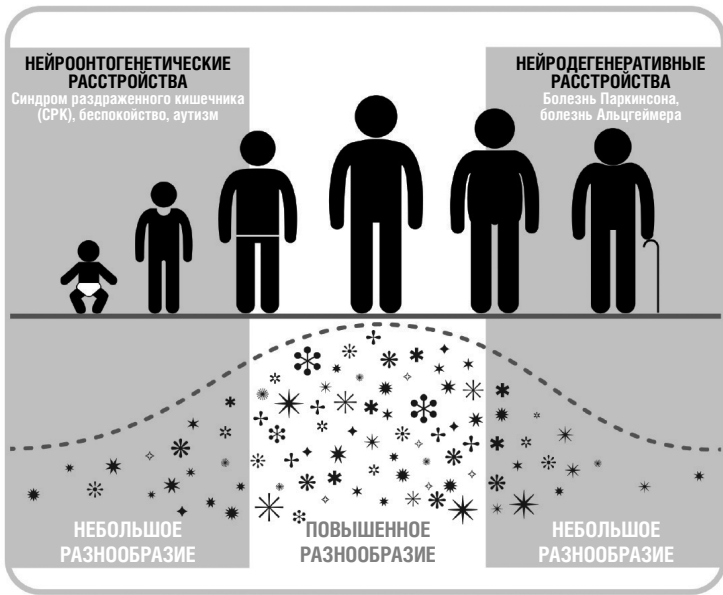 НЕЙРООНТОГЕНЕТИЧЕСКИЕ
РАССТРОЙСТВА
Синдром раздраженного кишечника
(СРК), беспокойство, аутизм
НЕЙРОДЕГЕНЕРАТИВНЫЕ
РАССТРОЙСТВА
Болезнь Паркинсона,
болезнь Альцгеймера
НЕБОЛЬШОЕ
РАЗНООБРАЗИЕ
ПОВЫШЕННОЕ
РАЗНООБРАЗИЕ
НЕБОЛЬШОЕ
РАЗНООБРАЗИЕ